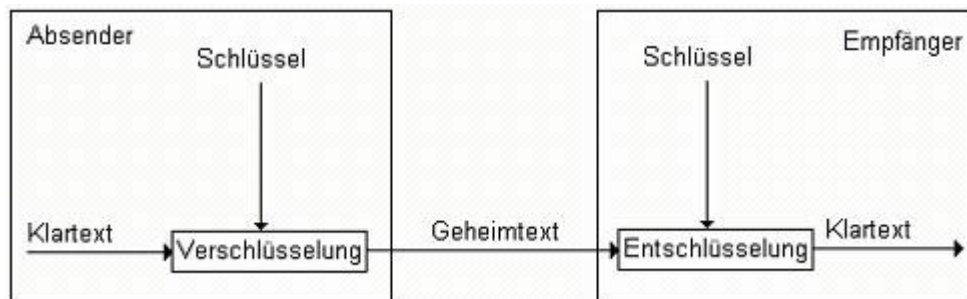 Absender
Schlüssel
Klartext
Verschlüsselung
Geheimtext
Empfänger
Schlüssel
Entschlüsselung
Klartext